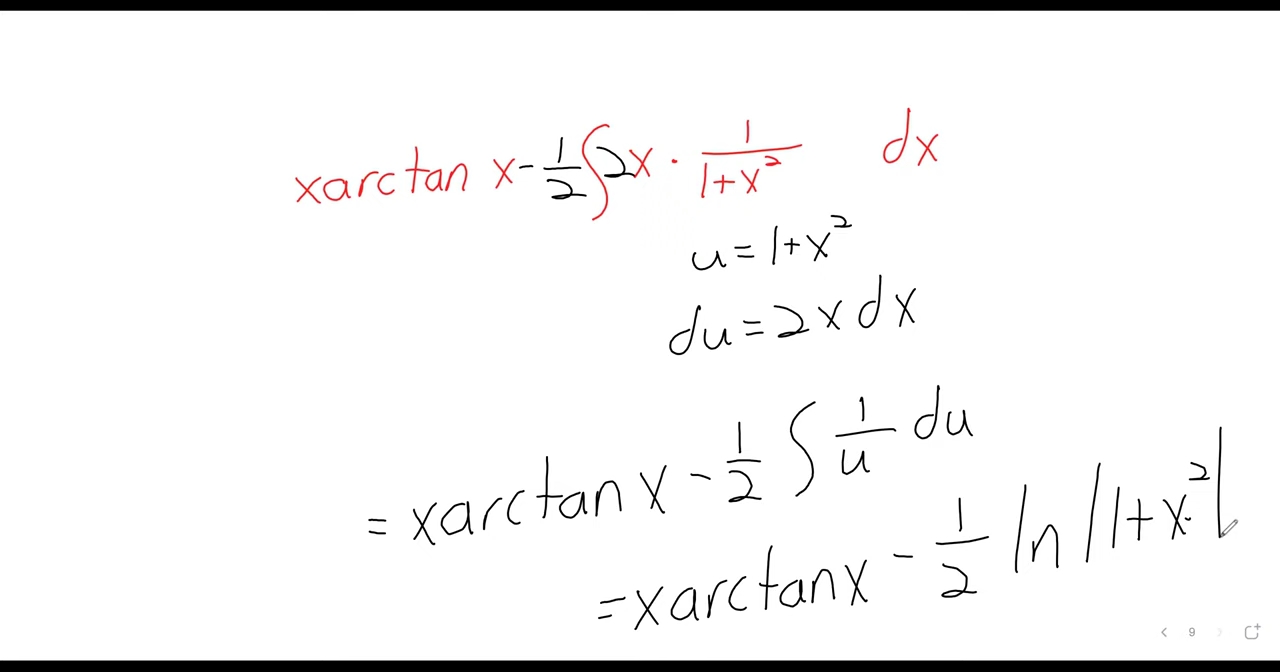 xarctan x - 1/2 ∫ 2x · 1/(1+x²) dx
u = 1+x²
du = 2x dx
= xarctan x - 1/2 ∫ 1/u du
= xarctan x - 1/2 ln |1+x²|
< 9 >